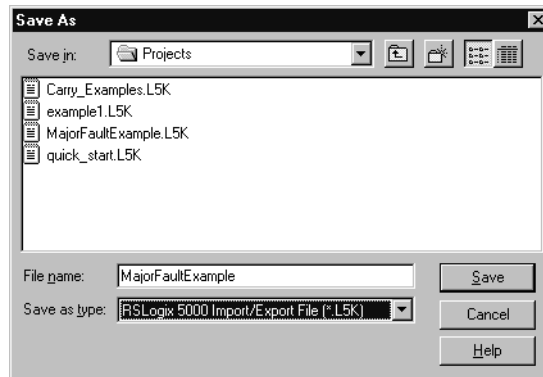 Save As
Save in: Projects
Carry_Examples.L5K
example1.L5K
MajorFaultExample.L5K
quick_start.L5K
File name: MajorFaultExample Save
Save as type: RSLogix 5000 Import/Export File (*.L5K) Cancel
Help